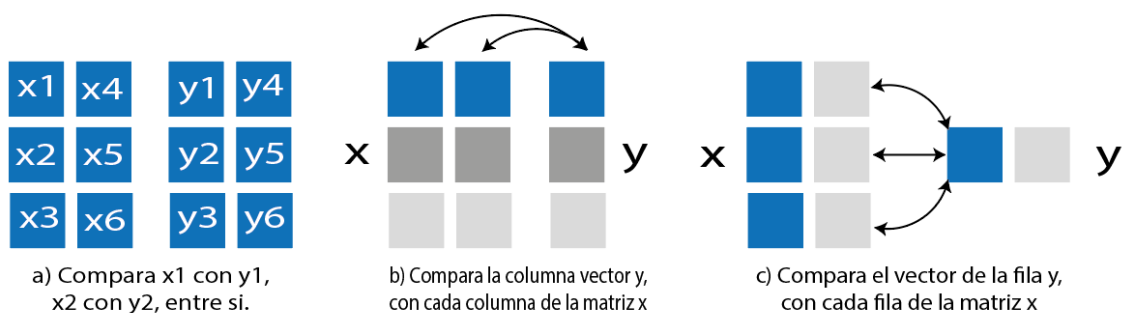 x1 x4 y1 y4
x2 x5 y2 y5
x3 x6 y3 y6
a) Compara x1 con y1,
x2 con y2, entre si.
x y
b) Compara la columna vector y,
con cada columna de la matriz x
x y
c) Compara el vector de la fila y,
con cada fila de la matriz x